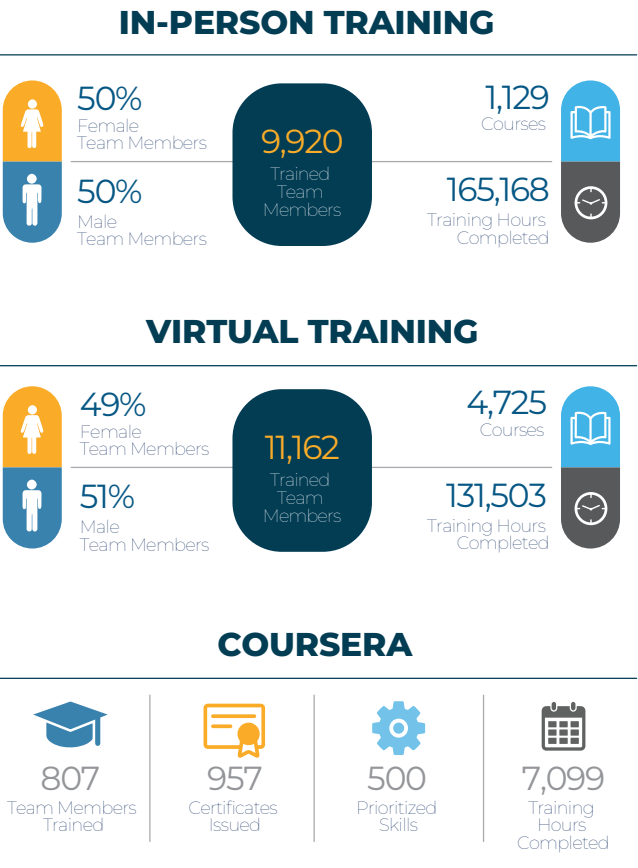 IN-PERSON TRAINING
50%
Female
Team Members
50%
Male
Team Members
9,920
Trained
Team
Members
1,129
Courses
165,168
Training Hours
Completed
VIRTUAL TRAINING
49%
Female
Team Members
51%
Male
Team Members
11,162
Trained
Team
Members
4,725
Courses
131,503
Training Hours
Completed
COURSERA
807
Team Members
Trained
957
Certificates
Issued
500
Prioritized
Skills
7,099
Training
Hours
Completed